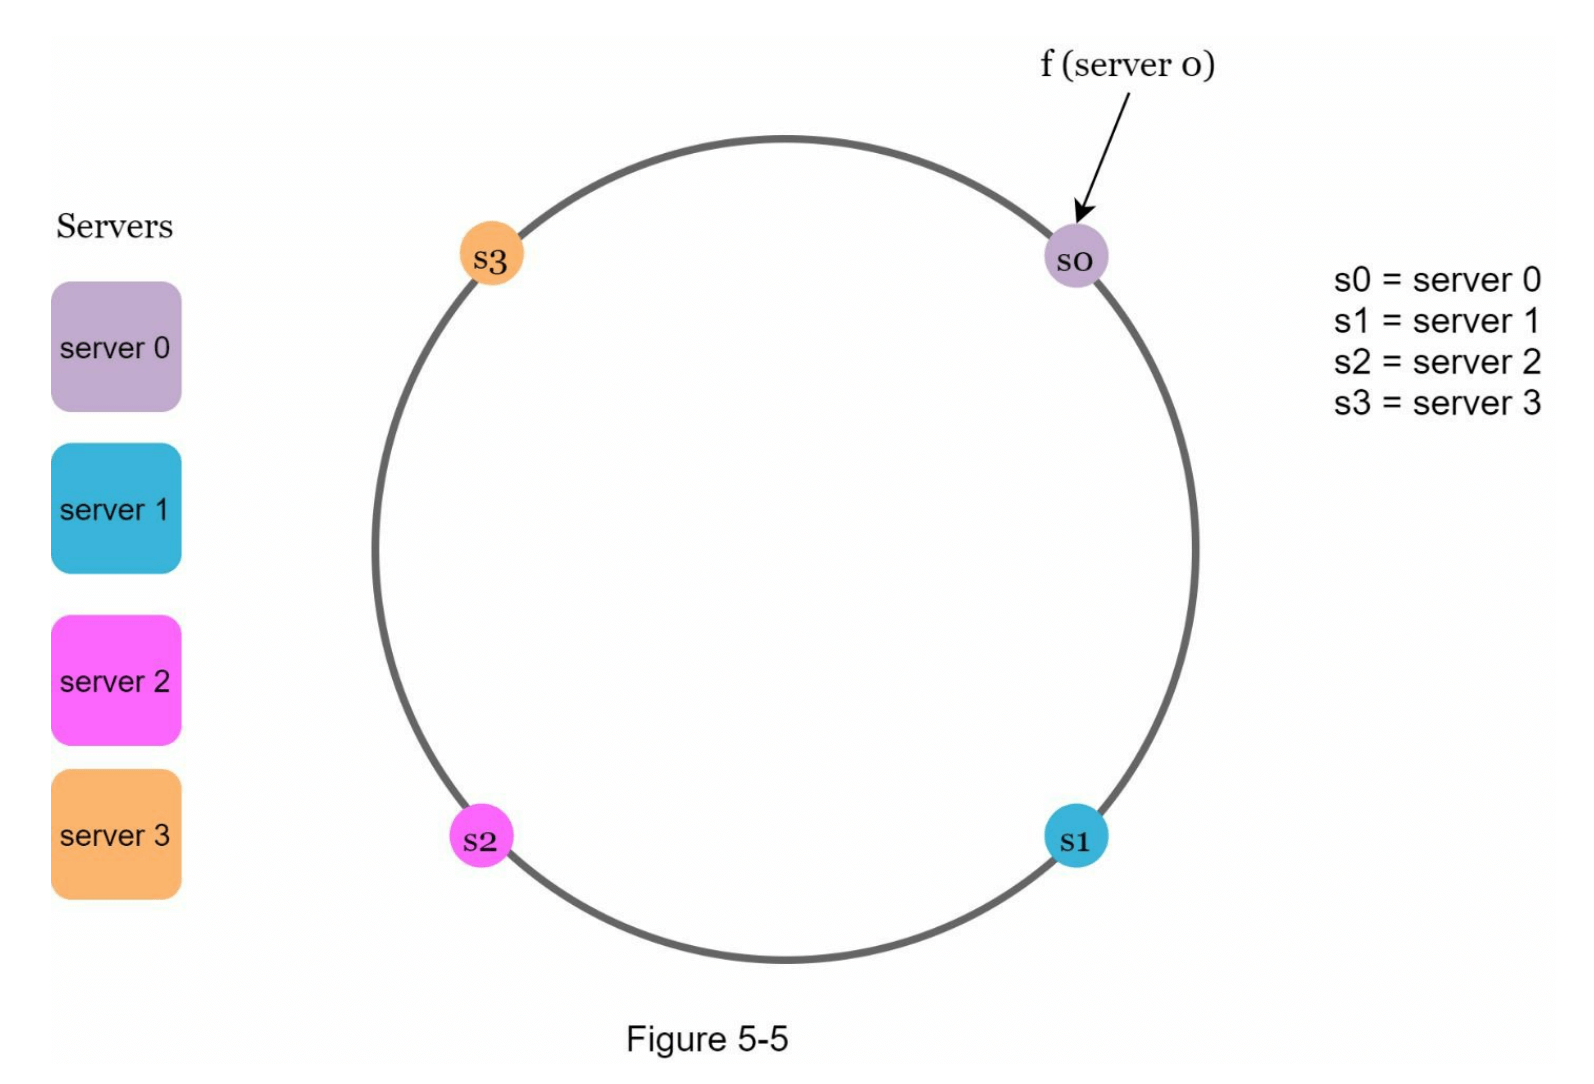 f (server 0)
Servers
s3
s0
server 0
s0 = server 0
s1 = server 1
s2 = server 2
s3 = server 3
server 1
server 2
server 3
s2
s1
Figure 5-5